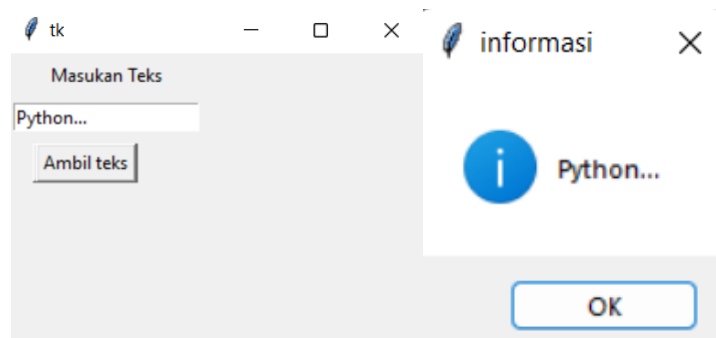 tk
Masukan Teks
Python...
Ambil teks
informasi
Python...
OK